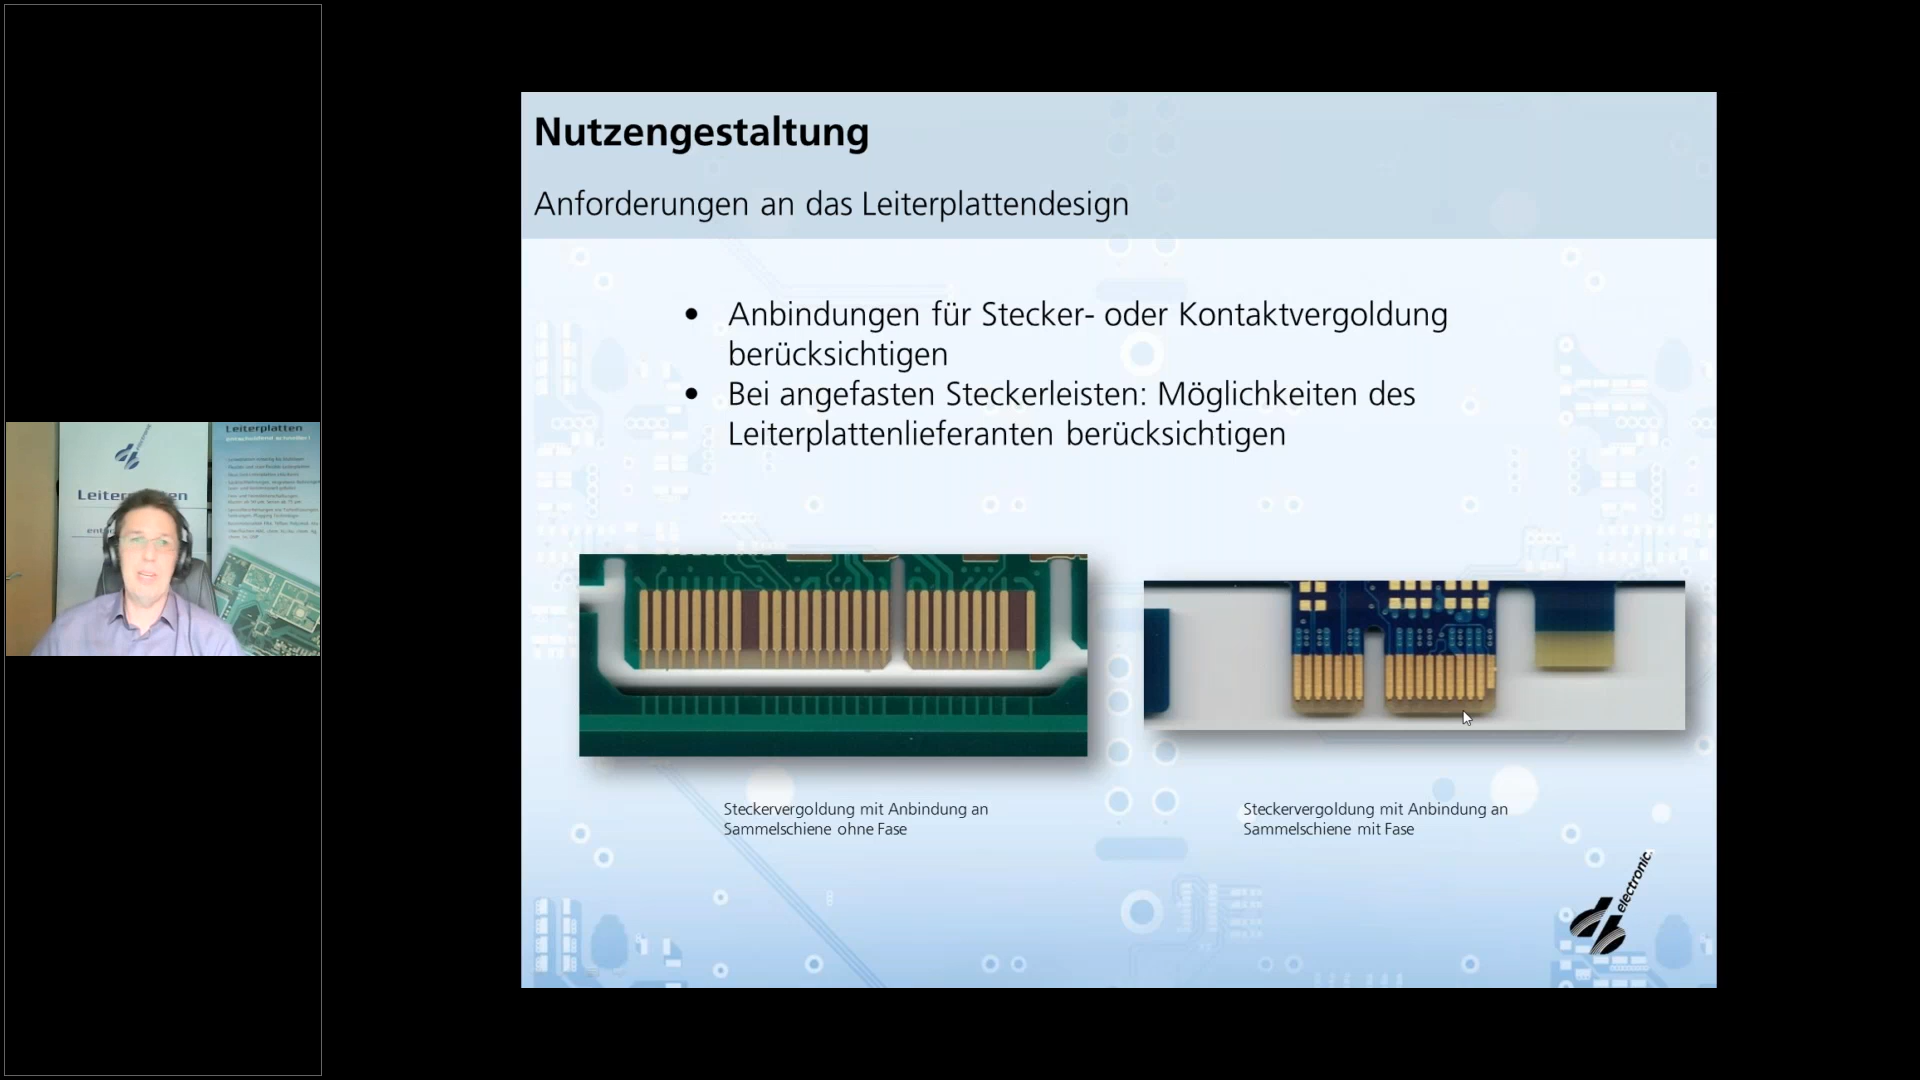 Nutzengestaltung
Anforderungen an das Leiterplattendesign
• Anbindungen für Stecker- oder Kontaktvergoldung
berücksichtigen
• Bei angefasten Steckerleisten: Möglichkeiten des
Leiterplattenlieferanten berücksichtigen
Steckervergoldung mit Anbindung an
Sammelschiene ohne Fase
Steckervergoldung mit Anbindung an
Sammelschiene mit Fase
electronic
Leiterplatten